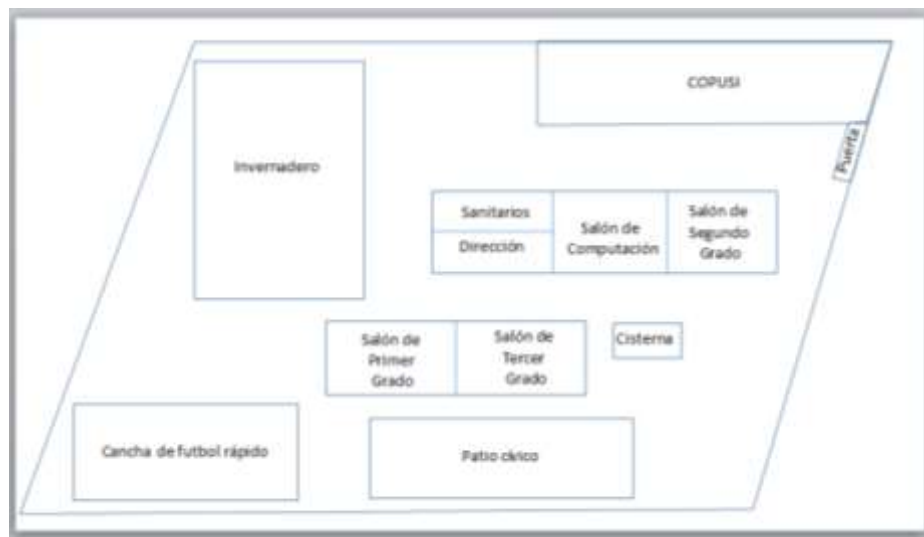 COPUSI
Puerta
Invernadero
Sanitarios
Dirección
Salón de
Computación
Salón de
Segundo
Grado
Salón de
Primer
Grado
Salón de
Tercer
Grado
Cisterna
Cancha de futbol rápido
Patio cívico